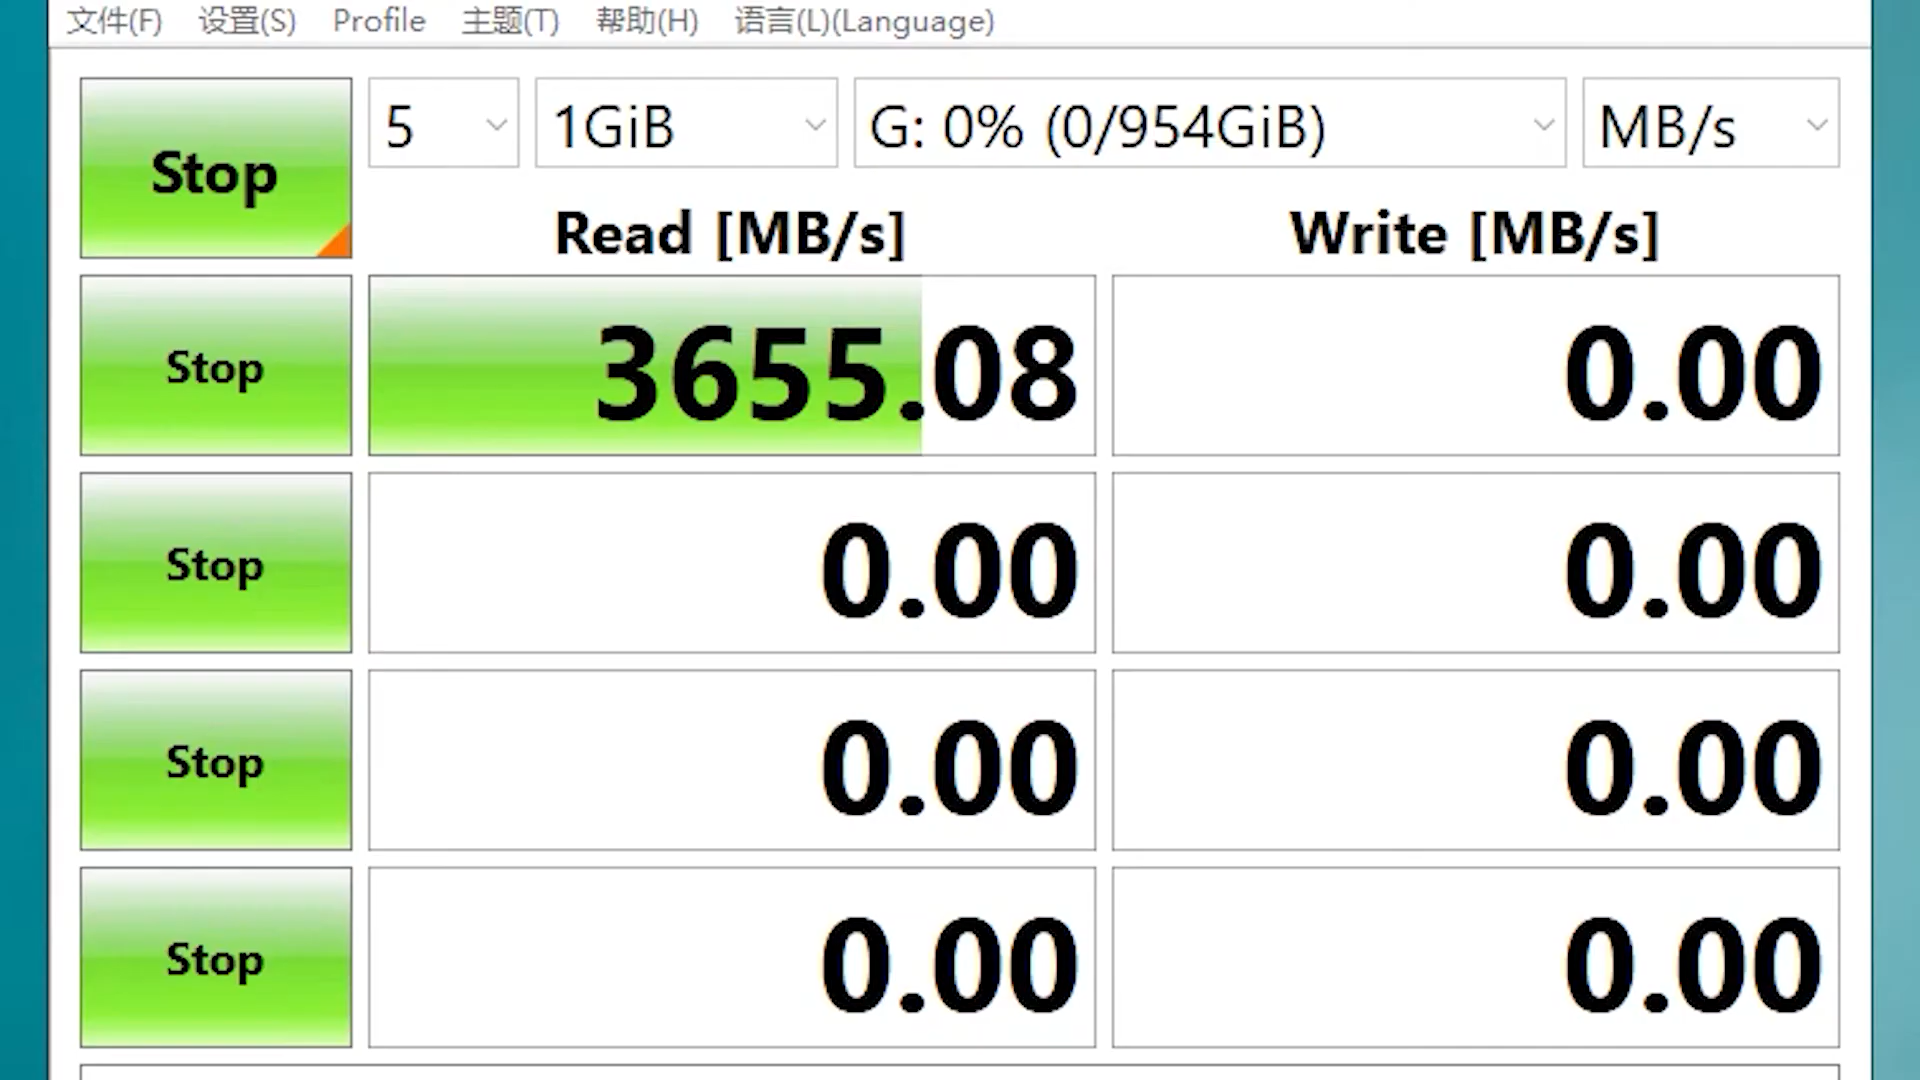 文件(F) 设置(S) Profile 主题(T) 帮助(H) 语言(L)(Language)
Stop 5 1GiB G: 0% (0/954GiB) MB/s
Read [MB/s] Write [MB/s]
Stop 3655.08 0.00
Stop 0.00 0.00
Stop 0.00 0.00
Stop 0.00 0.00